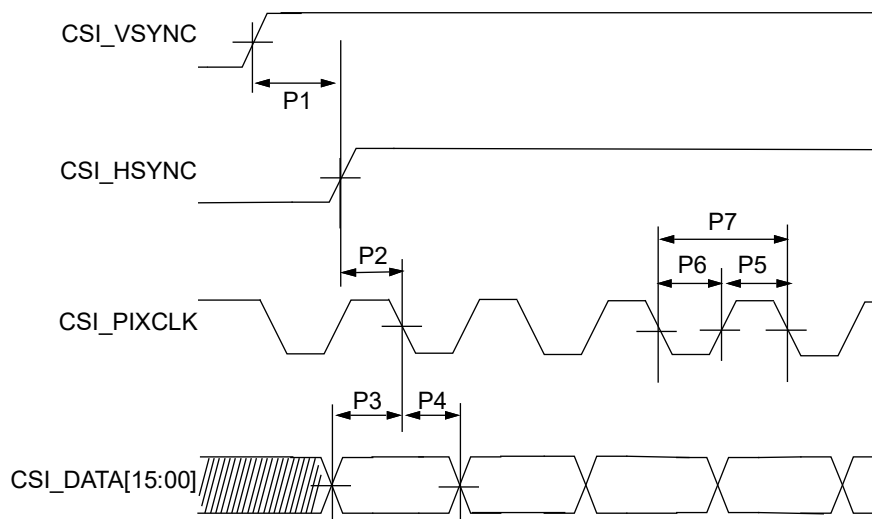 CSI_VSYNC
P1
CSI_HSYNC
P7
P2
P6
P5
CSI_PIXCLK
P3
P4
CSI_DATA[15:00]